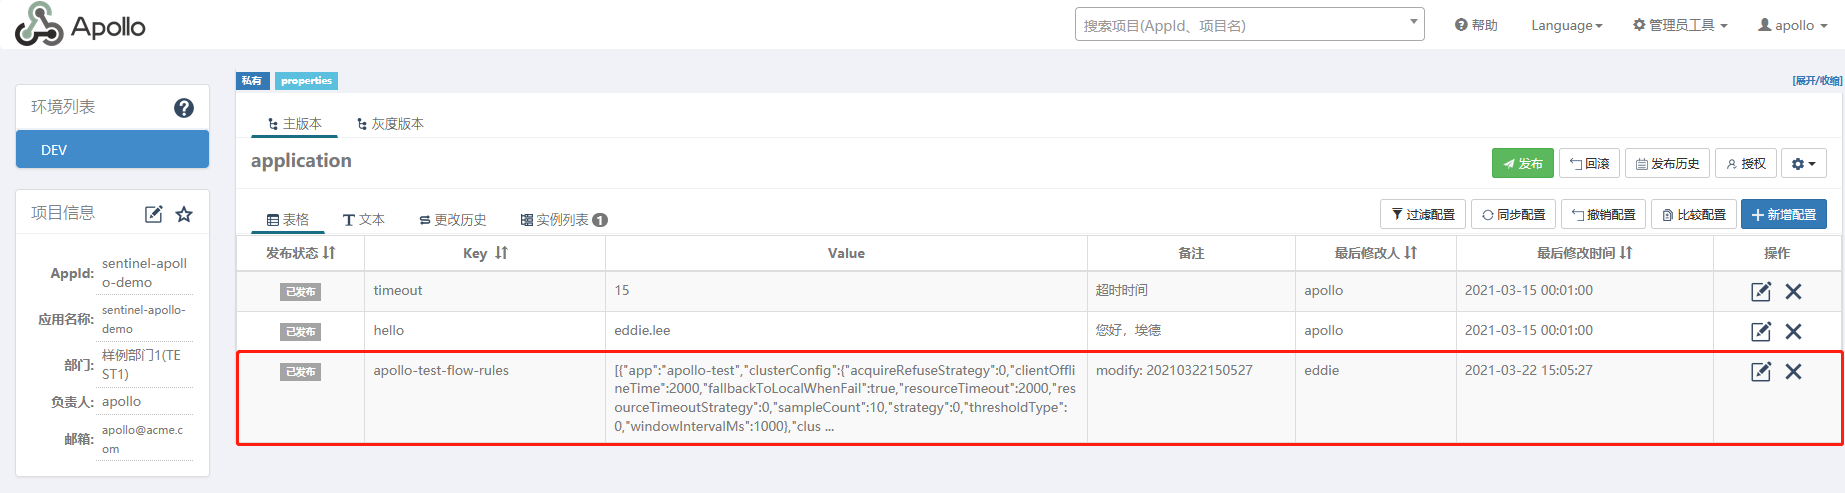 Apollo
搜索项目(AppId、项目名)
帮助
Language
管理员工具
apollo
环境列表
DEV
项目信息
AppId: sentinel-apoll
o-demo
应用名称: sentinel-apollo-
demo
部门: 样例部门1(TE
ST1)
负责人: apollo
邮箱: apollo@acme.c
om
私有 properties
[展开/收缩]
主版本 灰度版本
application
发布 回滚 发布历史 授权
表格 文本 更改历史 实例列表 1
过滤配置 同步配置 撤销配置 比较配置 新增配置
发布状态 Key Value 备注 最后修改人 最后修改时间 操作
已发布 timeout 15 超时时间 apollo 2021-03-15 00:01:00
已发布 hello eddie.lee 您好，埃德 apollo 2021-03-15 00:01:00
已发布 apollo-test-flow-rules [{"app":"apollo-test","clusterConfig":{"acquireRefuseStrategy":0,"clientOffl modify: 20210322150527 eddie 2021-03-22 15:05:27
ineTime":2000,"fallbackToLocalWhenFail":true,"resourceTimeout":2000,"res
ourceTimeoutStrategy":0,"sampleCount":10,"strategy":0,"thresholdType":
0,"windowIntervalMs":1000},"clus ...